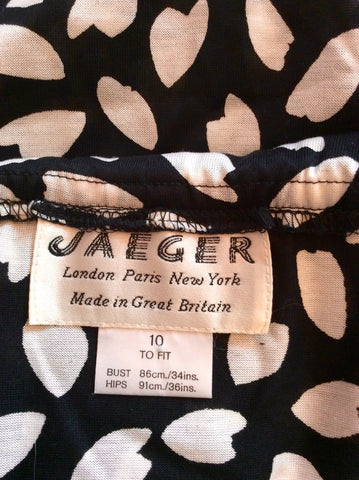 JAEGER
London Paris New York
Made in Great Britain
10
TO FIT
BUST 86cm./34ins.
HIPS 91cm./36ins.